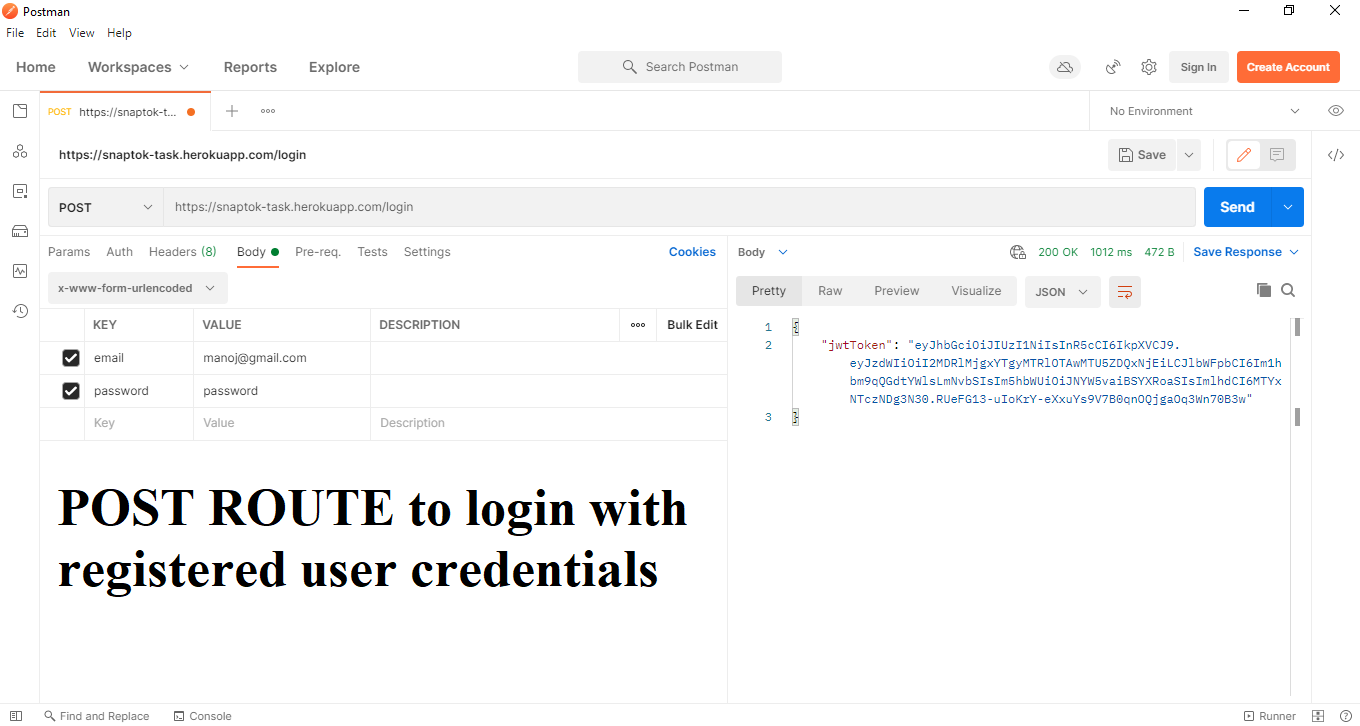 Postman
File Edit View Help
Home Workspaces Reports Explore Search Postman Sign In Create Account
POST https://snaptok-t... No Environment
https://snaptok-task.herokuapp.com/login Save
POST https://snaptok-task.herokuapp.com/login Send
Params Auth Headers (8) Body Pre-req. Tests Settings Cookies
Body 200 OK 1012 ms 472 B Save Response
x-www-form-urlencoded
Pretty Raw Preview Visualize JSON
KEY VALUE DESCRIPTION Bulk Edit
email manoj@gmail.com
password password
Key Value Description
1 {
2 "jwtToken": "eyJhbGciOiJIUzI1NiIsInR5cCI6IkpXVCJ9.
eyJzdWIiOiI2MDRlMjgxYTgyMTRlOTAwMTU5ZDQxNjEiLCJlbWFpbCI6Im1h
bm9qQGdtYWlsLmNvbSIsIm5hbWUiOiJNYW5vaiBSYXRoaSIsImlhdCI6MTYx
NTczNDg3N30.RUeFG13-uIoKrY-eXxuYs9V7B0qnOQjgaOq3Wn70B3w"
3 }
POST ROUTE to login with
registered user credentials
Find and Replace Console Runner